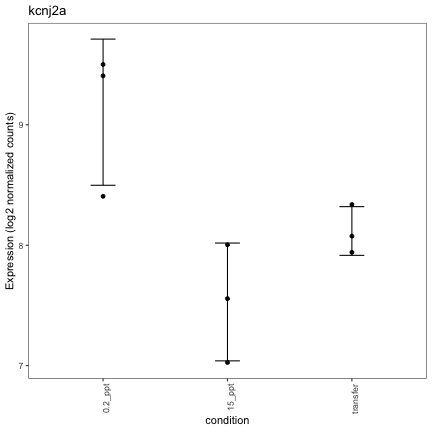 kcnj2a
Expression (log2 normalized counts)
9
8
7
0.2_ppt
15_ppt
transfer
condition